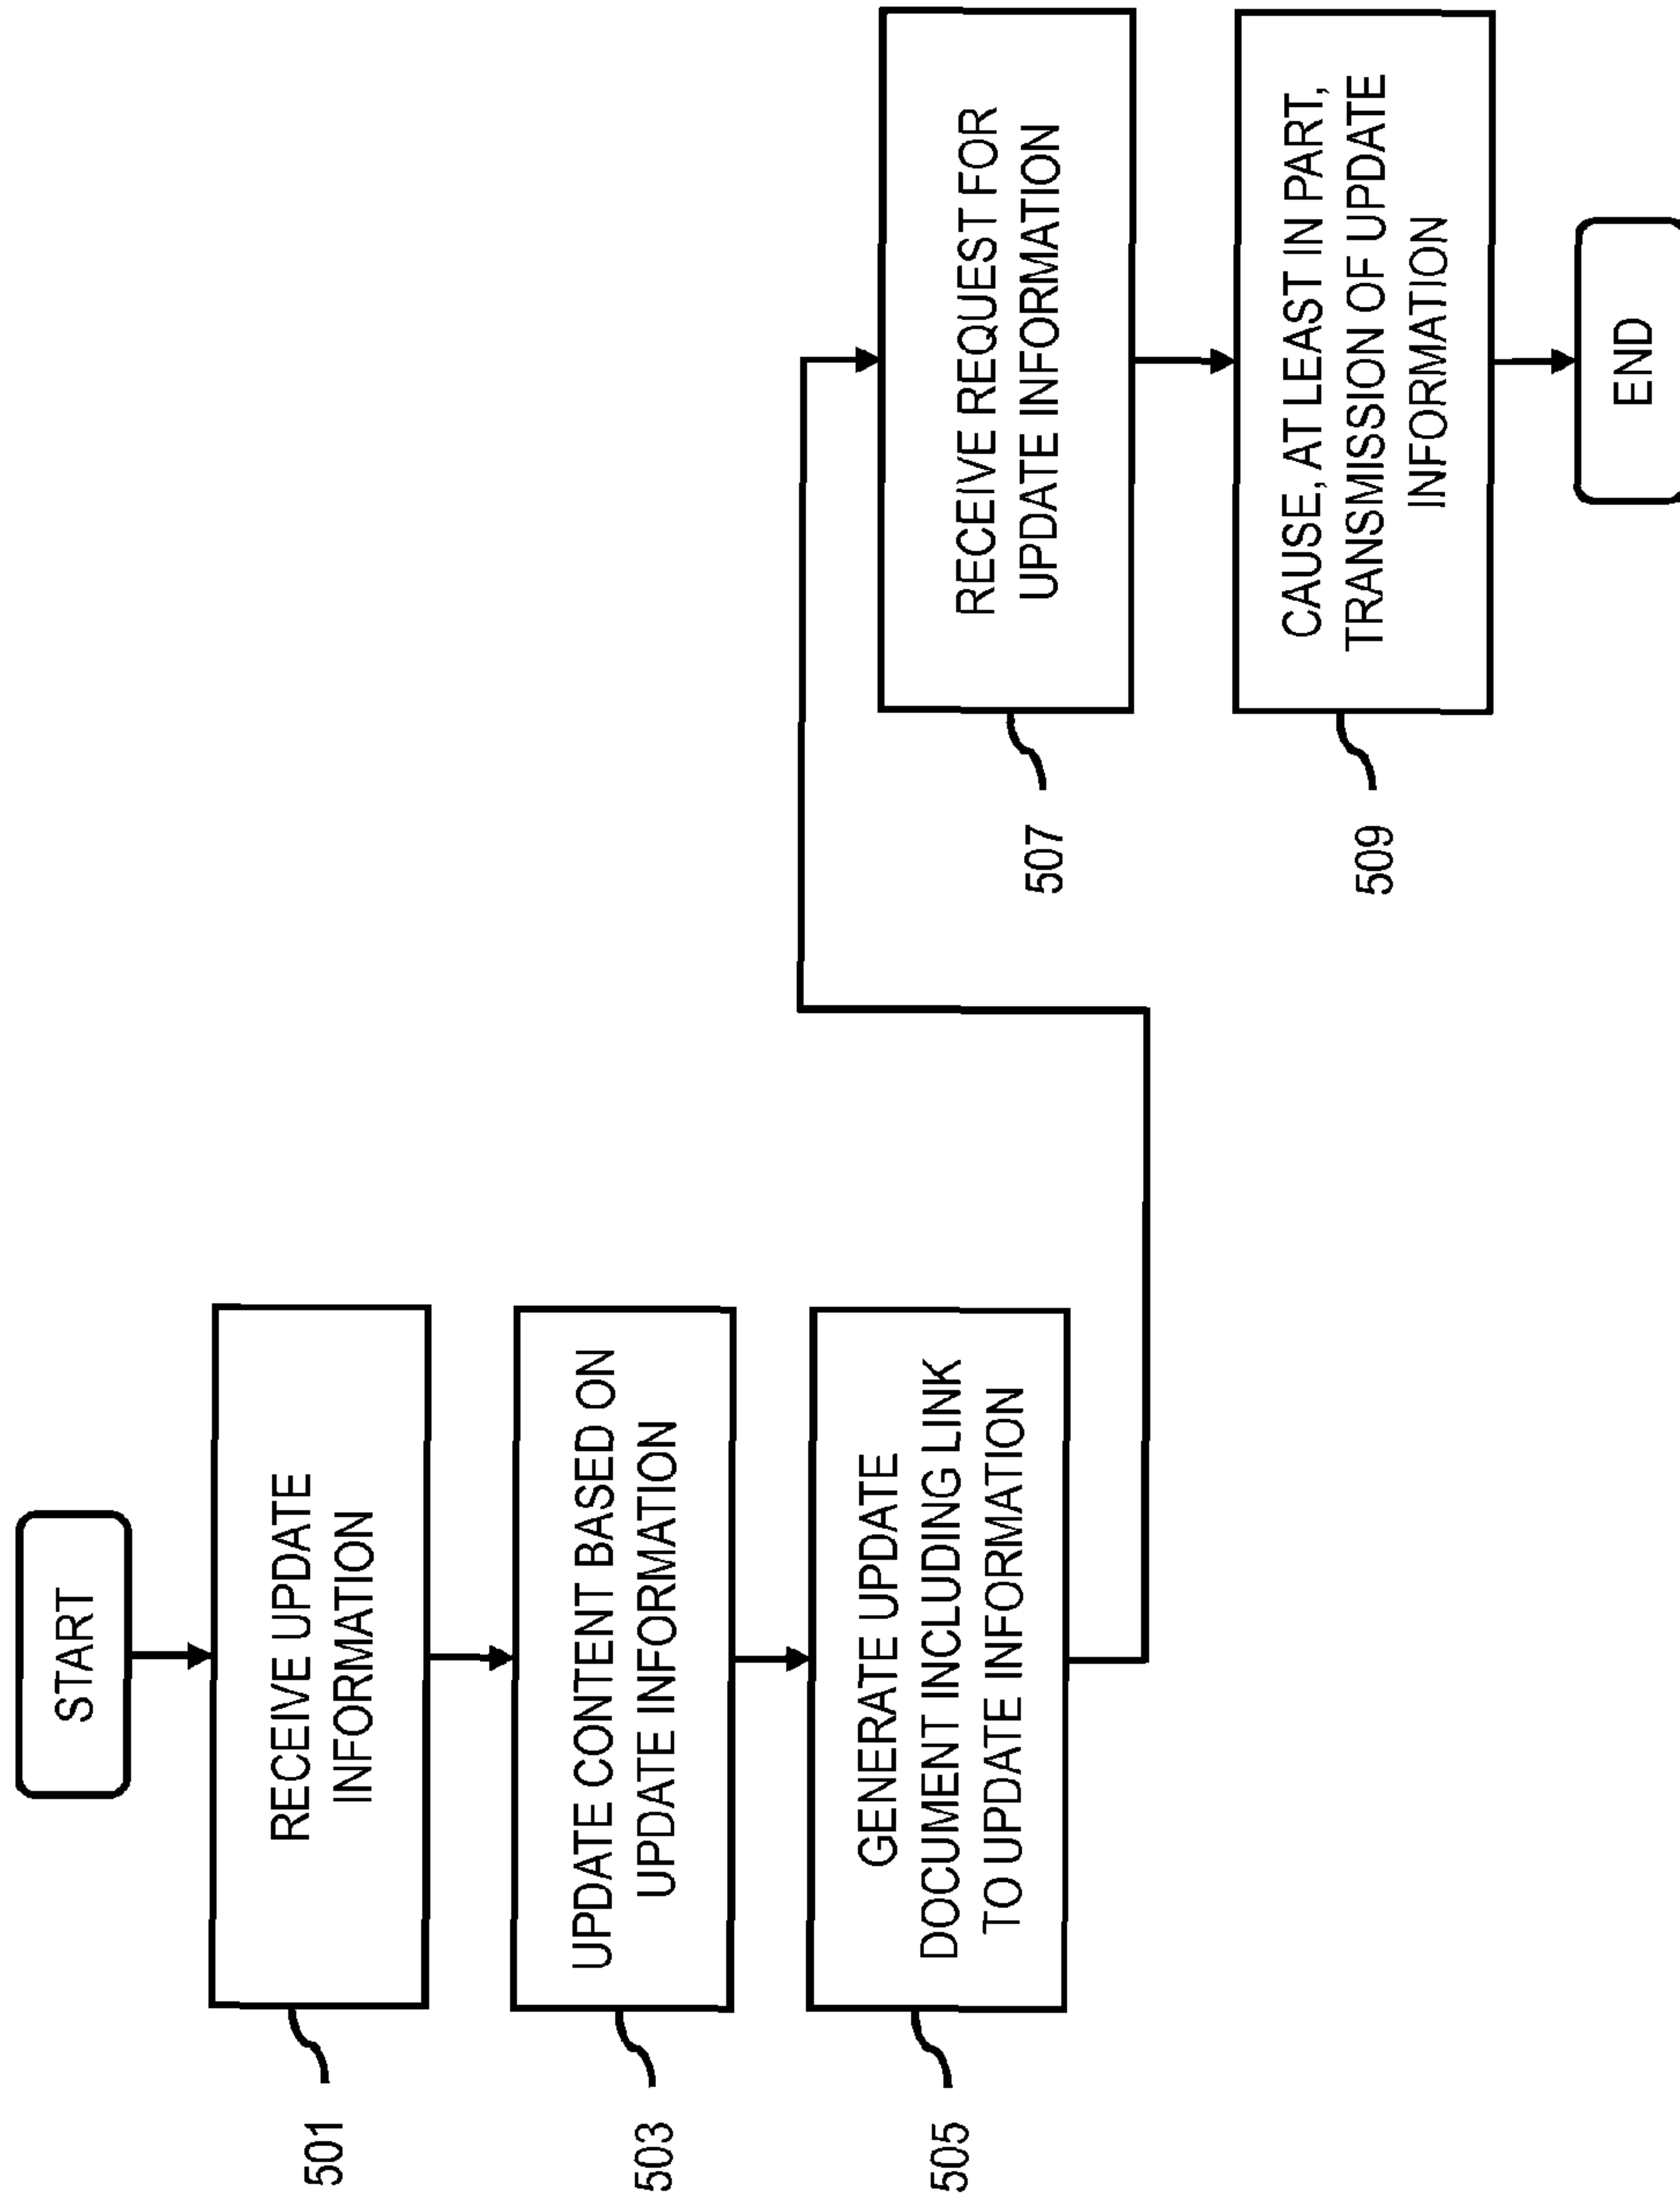 START
501
RECEIVE UPDATE
INFORMATION
503
UPDATE CONTENT BASED ON
UPDATE INFORMATION
505
GENERATE UPDATE
DOCUMENT INCLUDING LINK
TO UPDATE INFORMATION
507
RECEIVE REQUEST FOR
UPDATE INFORMATION
509
CAUSE, AT LEAST IN PART,
TRANSMISSION OF UPDATE
INFORMATION
END